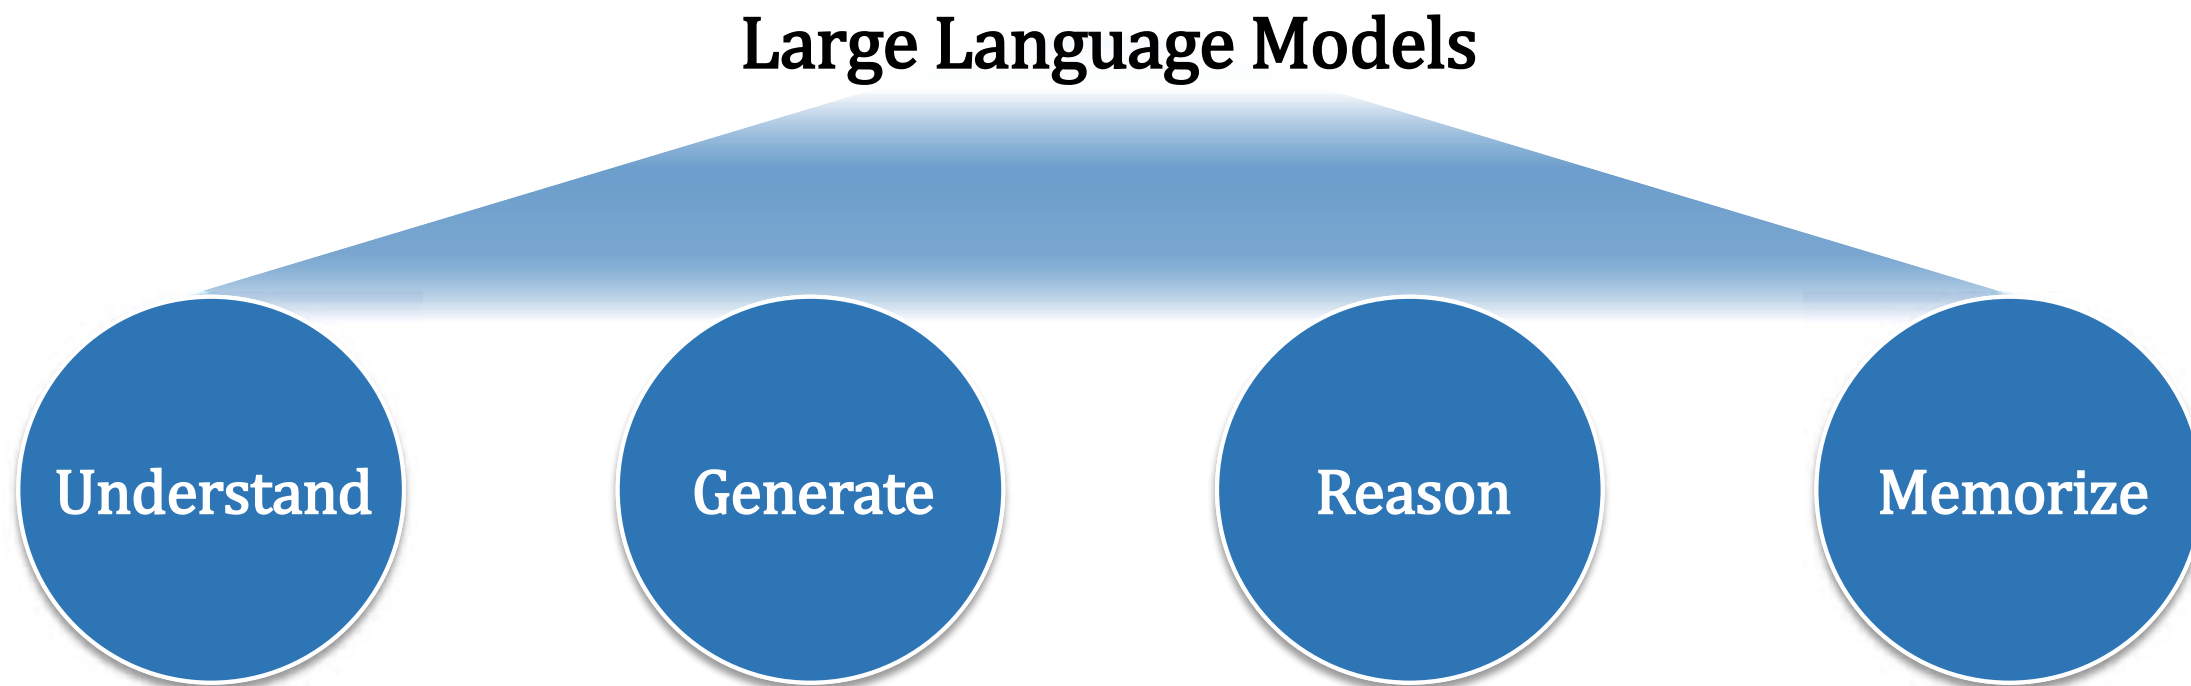 Large Language Models
Understand
Generate
Reason
Memorize